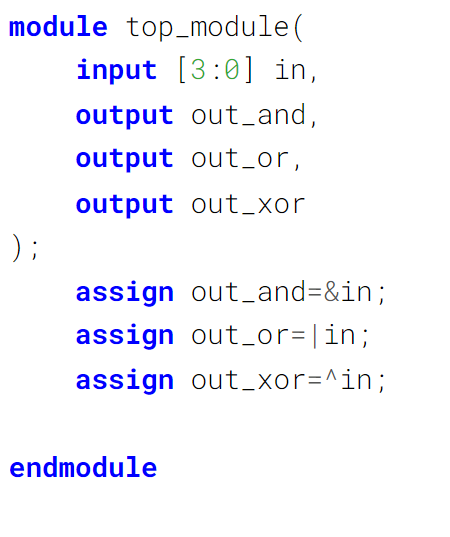 module top_module(
    input [3:0] in,
    output out_and,
    output out_or,
    output out_xor
);
    assign out_and=&in;
    assign out_or=|in;
    assign out_xor=^in;

endmodule